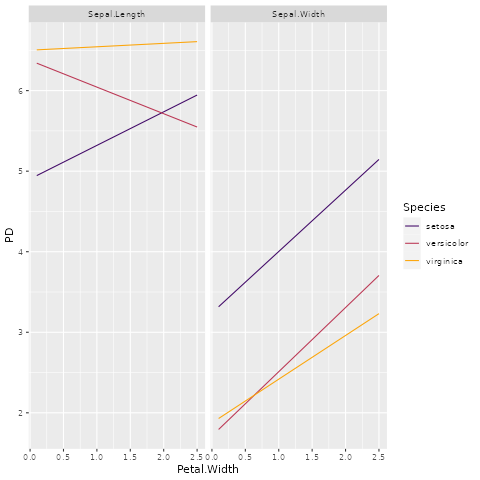 Sepal.Length
Sepal.Width
PD
6
5
4
3
2
0.0 0.5 1.0 1.5 2.0 2.5 0.0 0.5 1.0 1.5 2.0 2.5
Petal.Width
Species
setosa
versicolor
virginica